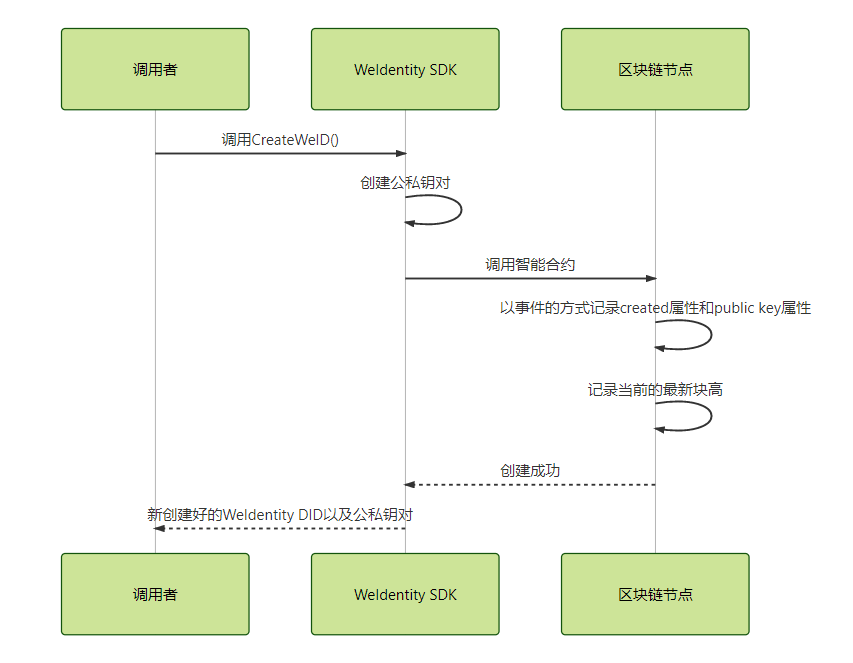 调用者
WeIdentity SDK
区块链节点
调用CreateWeID()
创建公私钥对
调用智能合约
以事件的方式记录created属性和public key属性
记录当前的最新块高
创建成功
新创建好的WeIdentity DID以及公私钥对
调用者
WeIdentity SDK
区块链节点